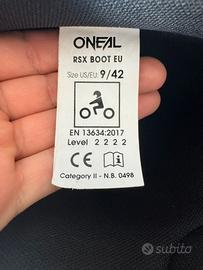 O'NEAL
RSX BOOT EU
Size US/EU: 9/42
EN 13634:2017
Level 2 2 2 2
CE i
Category II - N.B. 0498
subito